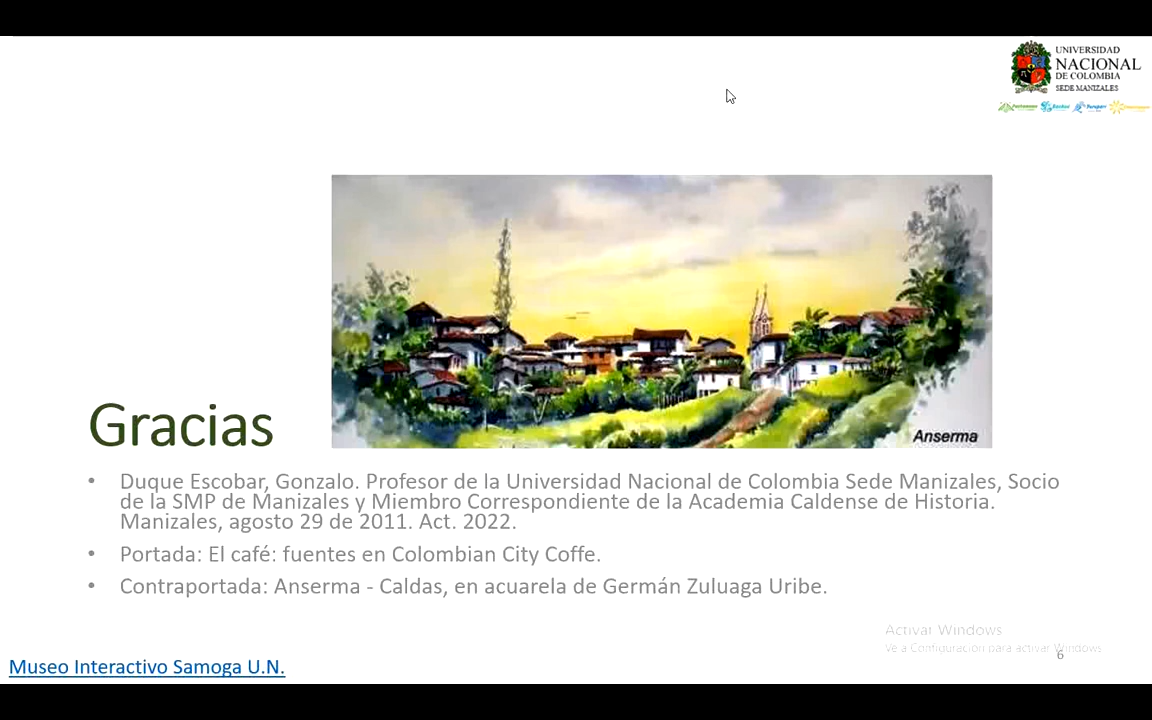 UNIVERSIDAD
NACIONAL
DE COLOMBIA
SEDE MANIZALES
Anserma
Gracias
• Duque Escobar, Gonzalo. Profesor de la Universidad Nacional de Colombia Sede Manizales, Socio
de la SMP de Manizales y Miembro Correspondiente de la Academia Caldense de Historia.
Manizales, agosto 29 de 2011. Act. 2022.
• Portada: El café: fuentes en Colombian City Coffe.
• Contraportada: Anserma - Caldas, en acuarela de Germán Zuluaga Uribe.
Activar Windows
Ve a Configuración para activar Windows.
6
Museo Interactivo Samoga U.N.